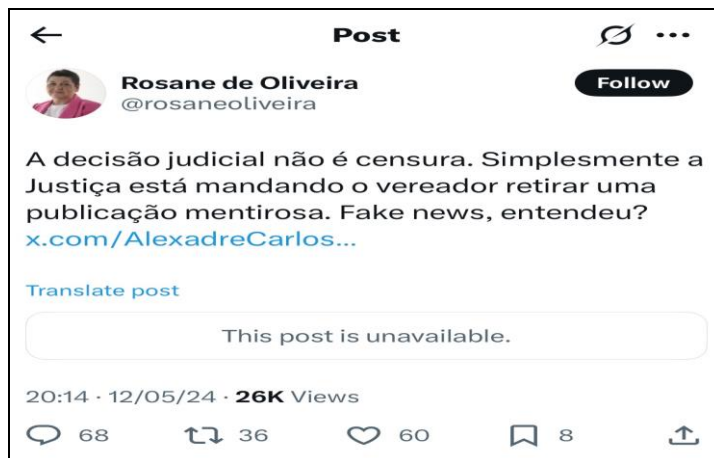 Post
Rosane de Oliveira
Follow
@rosaneoliveira
A decisão judicial não é censura. Simplesmente a
Justiça está mandando o vereador retirar uma
publicação mentirosa. Fake news, entendeu?
x.com/AlexadreCarlos...
Translate post
This post is unavailable.
20:14 · 12/05/24 · 26K Views
68 36 60 8